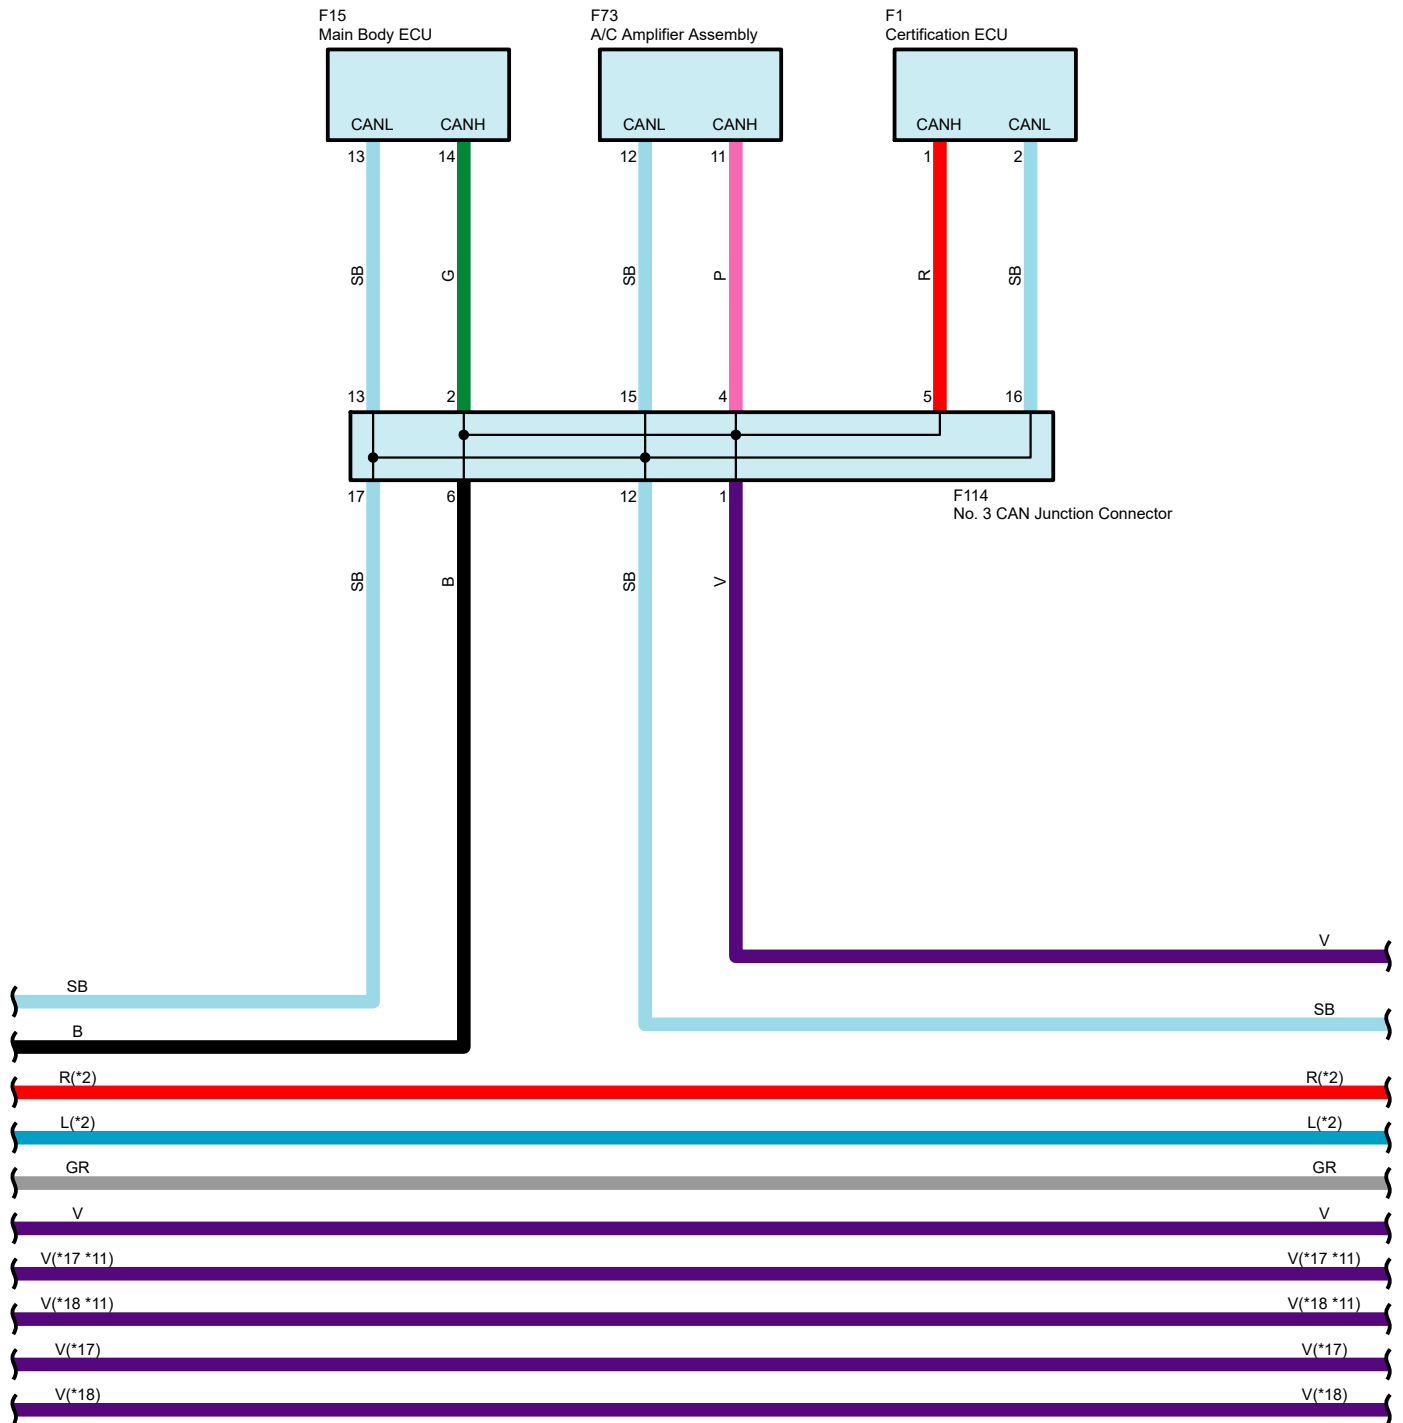 F15
Main Body ECU
F73
A/C Amplifier Assembly
F1
Certification ECU
CANL CANH
CANL CANH
CANH CANL
13 14 12 11 1 2
SB G SB P R SB
13 2 15 4 5 16
17 6 12 1
F114
No. 3 CAN Junction Connector
SB B SB V
V
SB
SB
B
R(*2) R(*2)
L(*2) L(*2)
GR GR
V V
V(*17 *11) V(*17 *11)
V(*18 *11) V(*18 *11)
V(*17) V(*17)
V(*18) V(*18)